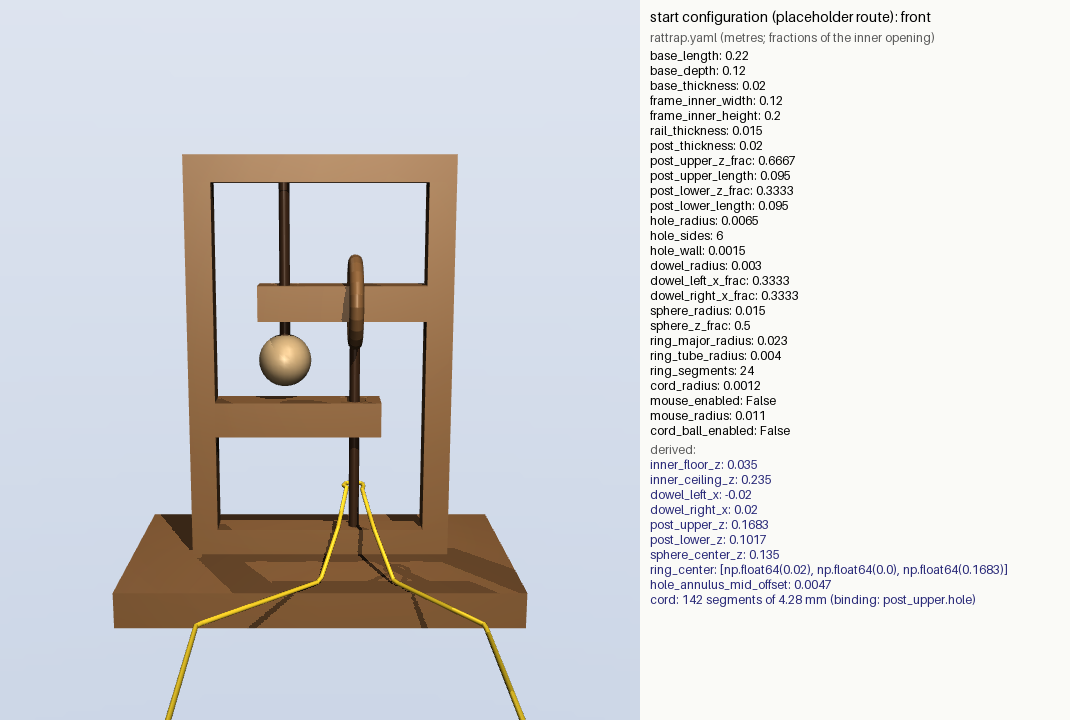 start configuration (placeholder route): front
rattrap.yaml (metres; fractions of the inner opening)
base_length: 0.22
base_depth: 0.12
base_thickness: 0.02
frame_inner_width: 0.12
frame_inner_height: 0.2
rail_thickness: 0.015
post_thickness: 0.02
post_upper_z_frac: 0.6667
post_upper_length: 0.095
post_lower_z_frac: 0.3333
post_lower_length: 0.095
hole_radius: 0.0065
hole_sides: 6
hole_wall: 0.0015
dowel_radius: 0.003
dowel_left_x_frac: 0.3333
dowel_right_x_frac: 0.3333
sphere_radius: 0.015
sphere_z_frac: 0.5
ring_major_radius: 0.023
ring_tube_radius: 0.004
ring_segments: 24
cord_radius: 0.0012
mouse_enabled: False
mouse_radius: 0.011
cord_ball_enabled: False
derived:
inner_floor_z: 0.035
inner_ceiling_z: 0.235
dowel_left_x: -0.02
dowel_right_x: 0.02
post_upper_z: 0.1683
post_lower_z: 0.1017
sphere_center_z: 0.135
ring_center: [np.float64(0.02), np.float64(0.0), np.float64(0.1683)]
hole_annulus_mid_offset: 0.0047
cord: 142 segments of 4.28 mm (binding: post_upper.hole)